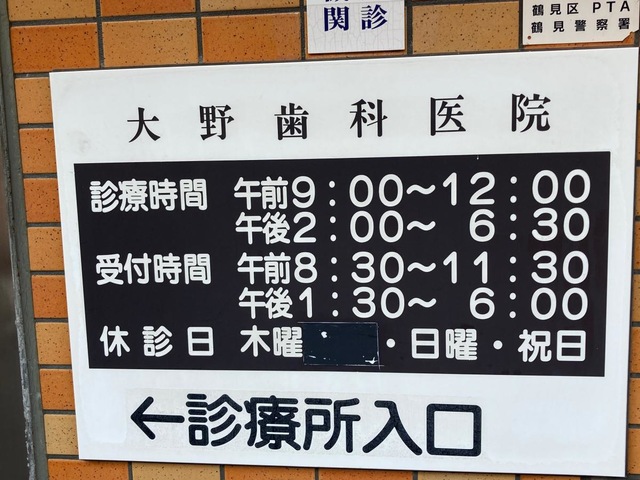 関診
鶴見区 PTA
鶴見警察署
大野歯科医院
診療時間 午前9:00～12:00
午後2:00～ 6:30
受付時間 午前8:30～11:30
午後1:30～ 6:00
休診日 木曜 ・日曜・祝日
←診療所入口